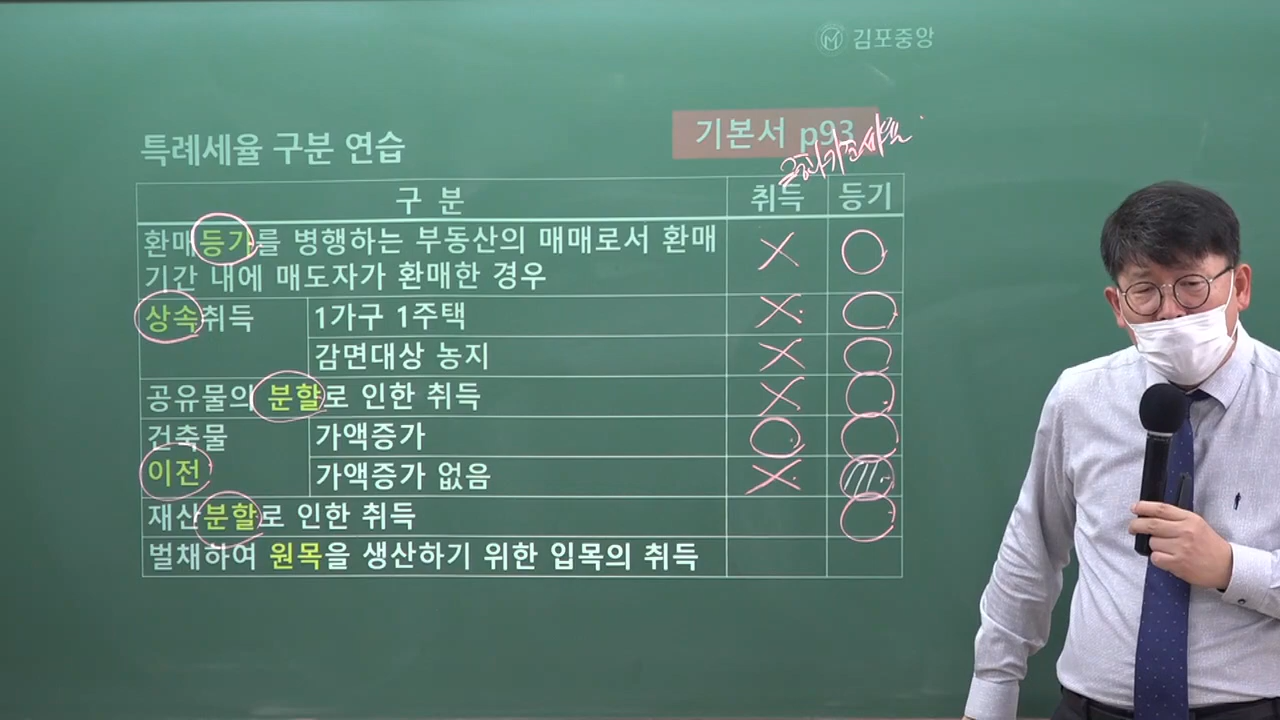 김포중앙
특례세율 구분 연습
기본서 p93
구 분 취득 등기
환매등기를 병행하는 부동산의 매매로서 환매
기간 내에 매도자가 환매한 경우 X O
상속취득 1가구 1주택 X O
감면대상 농지 X O
공유물의 분할로 인한 취득 X O
건축물 가액증가 O O
이전 가액증가 없음 X
재산분할로 인한 취득 O
벌채하여 원목을 생산하기 위한 입목의 취득